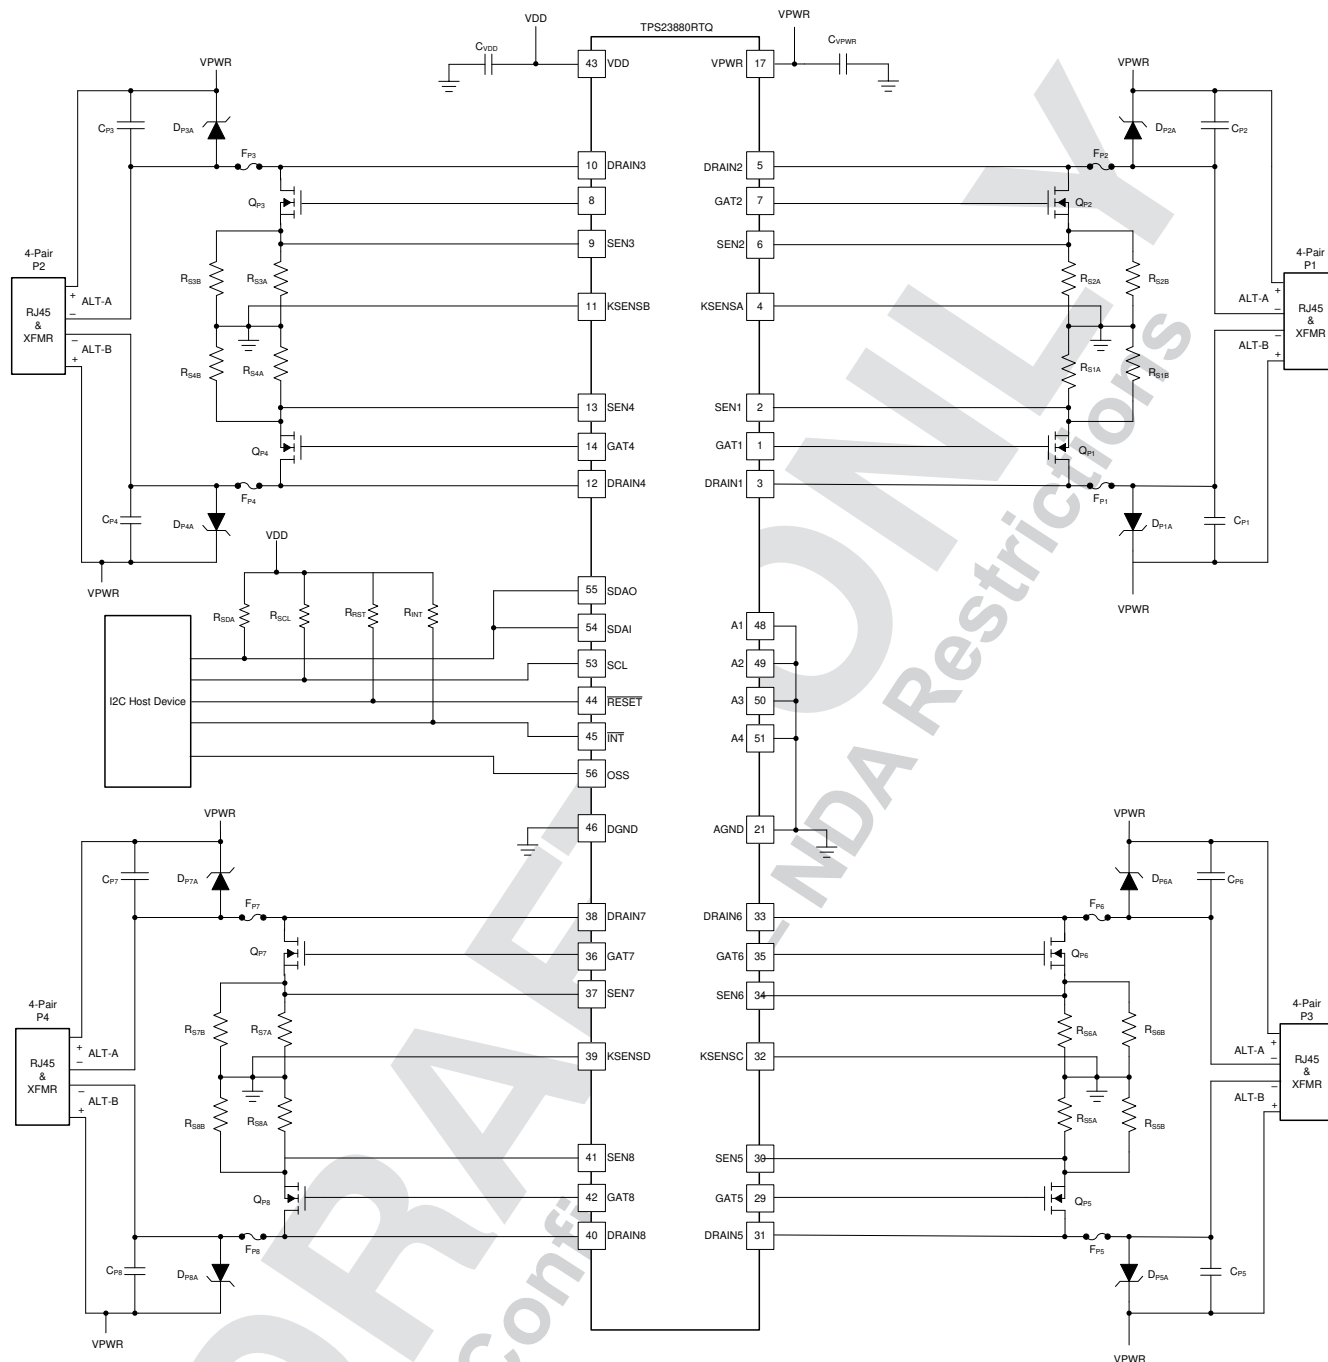 TPS23880RTQ
VDD
VPWR
CVDD
CVPWR
43 VDD
VPWR 17
VPWR
CP3
DP3A
FP3
10 DRAIN3
QP3
8
9 SEN3
RS3B
RS3A
11 KSENSB
4-Pair
P2
RJ45
&
XFMR
+
ALT-A
−
−
ALT-B
+
RS4B
RS4A
13 SEN4
QP4
14 GAT4
12 DRAIN4
FP4
CP4
DP4A
VPWR
VPWR
DP2A
CP2
FP2
DRAIN2 5
GAT2 7
QP2
SEN2 6
RS2A
RS2B
KSENSA 4
4-Pair
P1
RJ45
&
XFMR
+
ALT-A
−
−
ALT-B
+
RS1A
RS1B
SEN1 2
GAT1 1
QP1
DRAIN1 3
FP1
DP1A
CP1
VPWR
VDD
RSDA
RSCL
RRST
RINT
I2C Host Device
55 SDAO
54 SDAI
53 SCL
44 RESET
45 INT
56 OSS
46 DGND
A1 48
A2 49
A3 50
A4 51
AGND 21
VPWR
CP7
DP7A
FP7
38 DRAIN7
QP7
36 GAT7
37 SEN7
RS7B
RS7A
39 KSENSD
4-Pair
P4
RJ45
&
XFMR
+
ALT-A
−
−
ALT-B
+
RS8B
RS8A
41 SEN8
QP8
42 GAT8
40 DRAIN8
FP8
CP8
DP8A
VPWR
VPWR
DP6A
CP6
FP6
DRAIN6 33
GAT6 35
QP6
SEN6 34
RS6A
RS6B
KSENSC 32
4-Pair
P3
RJ45
&
XFMR
+
ALT-A
−
−
ALT-B
+
RS5A
RS5B
SEN5 30
GAT5 29
QP5
DRAIN5 31
FP5
DP5A
CP5
VPWR
DRAFT ONLY
Confi
– NDA Restrictions